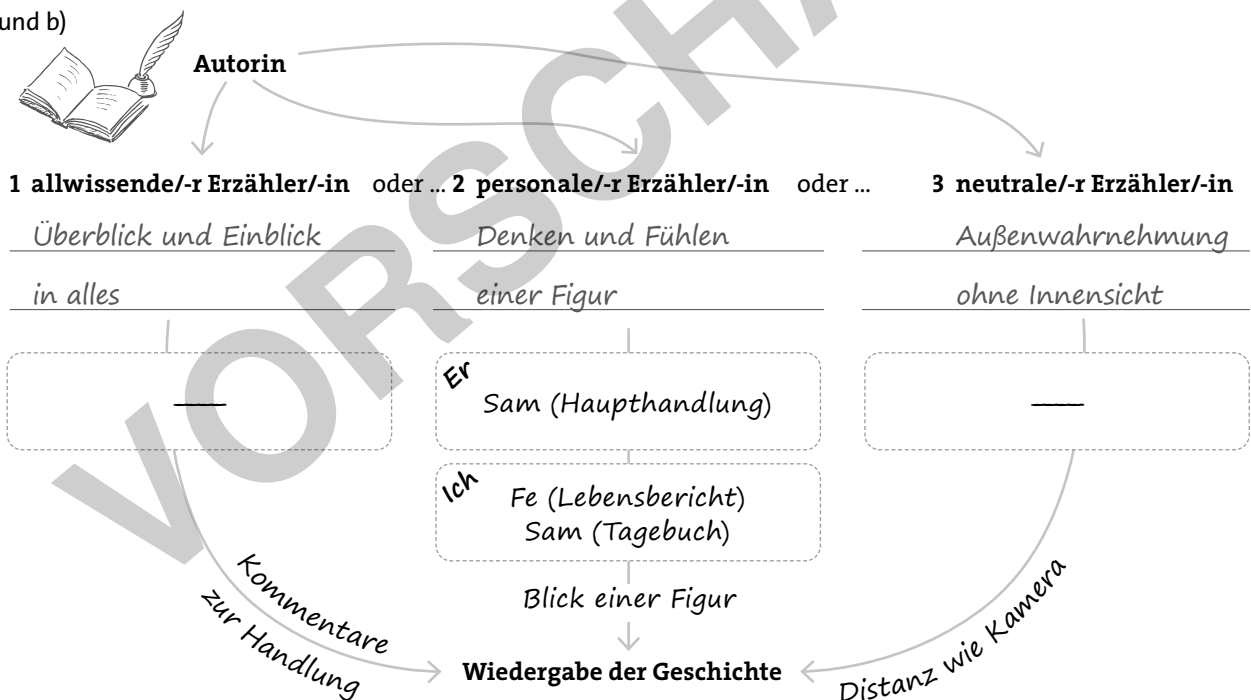 und b)
Autorin
1 allwissende/-r Erzähler/-in oder ... 2 personale/-r Erzähler/-in oder ... 3 neutrale/-r Erzähler/-in
Überblick und Einblick
in alles
Denken und Fühlen
einer Figur
Außenwahrnehmung
ohne Innensicht
Er
Sam (Haupthandlung)
Ich
Fe (Lebensbericht)
Sam (Tagebuch)
Kommentare
zur Handlung
Blick einer Figur
Distanz wie Kamera
Wiedergabe der Geschichte
VORSCHA